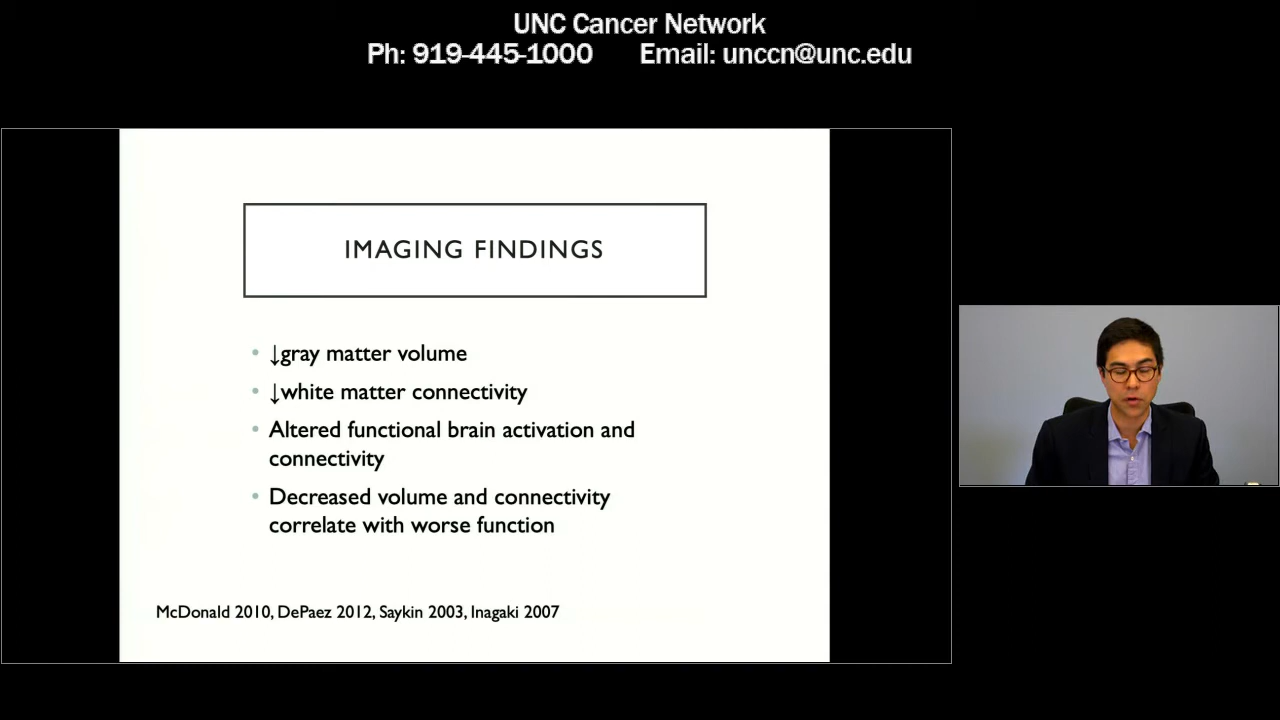 UNC Cancer Network
Ph: 919-445-1000 Email: unccn@unc.edu
IMAGING FINDINGS
• ↓gray matter volume
• ↓white matter connectivity
• Altered functional brain activation and
connectivity
• Decreased volume and connectivity
correlate with worse function
McDonald 2010, DePaez 2012, Saykin 2003, Inagaki 2007